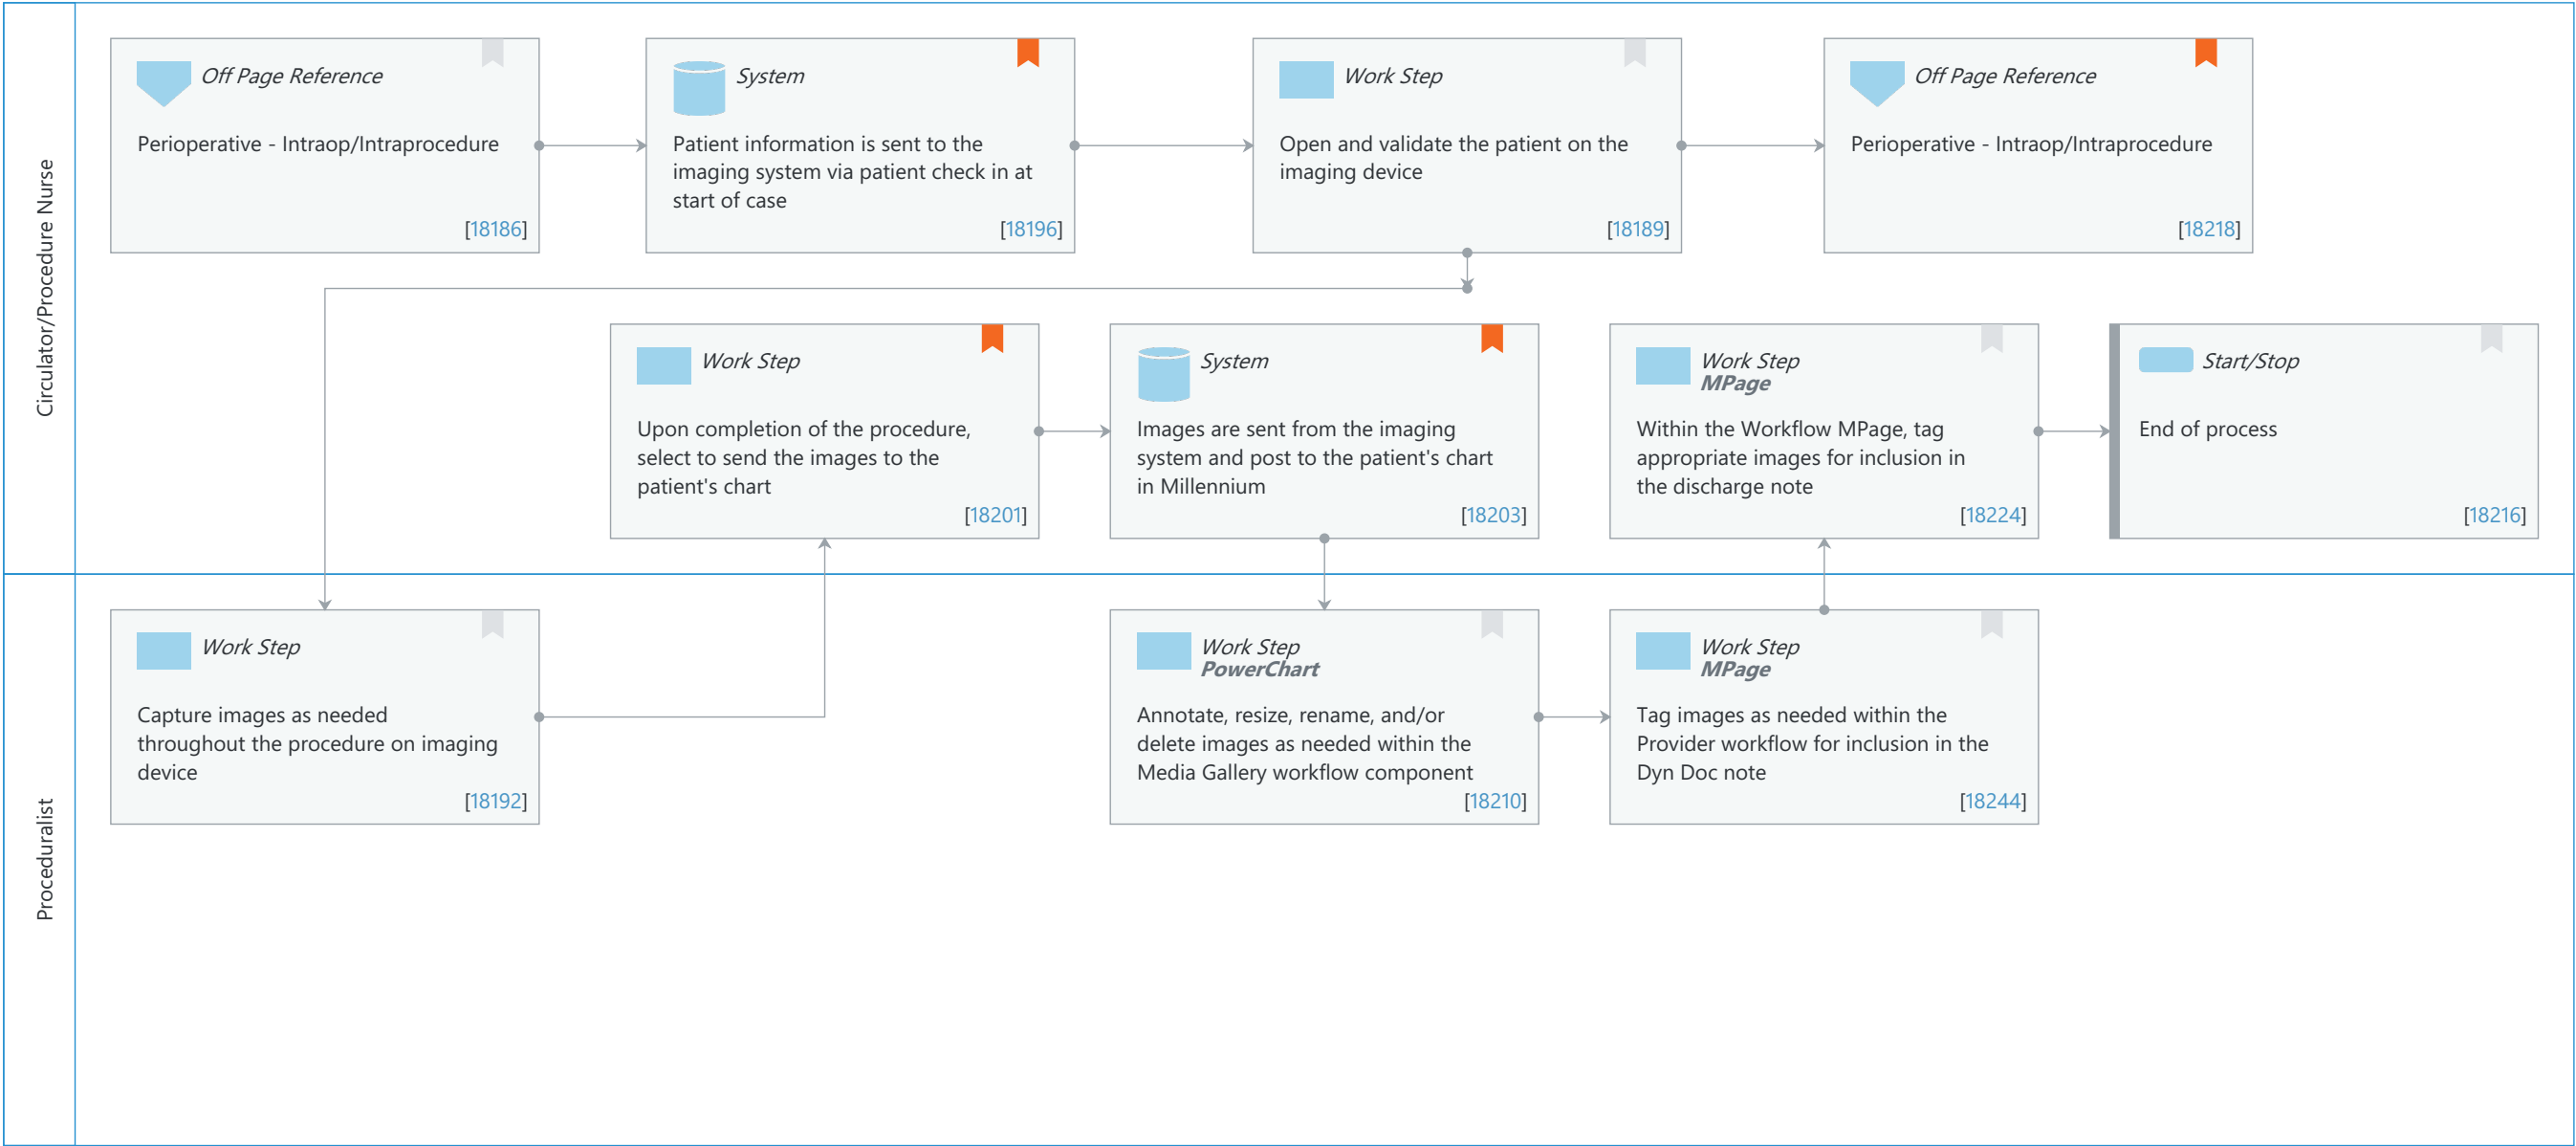 Circulator/Procedure Nurse
Off Page Reference
Perioperative - Intraop/Intraprocedure
[18186]
System
Patient information is sent to the
imaging system via patient check in at
start of case
[18196]
Work Step
Open and validate the patient on the
imaging device
[18189]
Off Page Reference
Perioperative - Intraop/Intraprocedure
[18218]
Work Step
Upon completion of the procedure,
select to send the images to the
patient's chart
[18201]
System
Images are sent from the imaging
system and post to the patient's chart
in Millennium
[18203]
Work Step
MPage
Within the Workflow MPage, tag
appropriate images for inclusion in
the discharge note
[18224]
Start/Stop
End of process
[18216]
Proceduralist
Work Step
Capture images as needed
throughout the procedure on imaging
device
[18192]
Work Step
PowerChart
Annotate, resize, rename, and/or
delete images as needed within the
Media Gallery workflow component
[18210]
Work Step
MPage
Tag images as needed within the
Provider workflow for inclusion in the
Dyn Doc note
[18244]